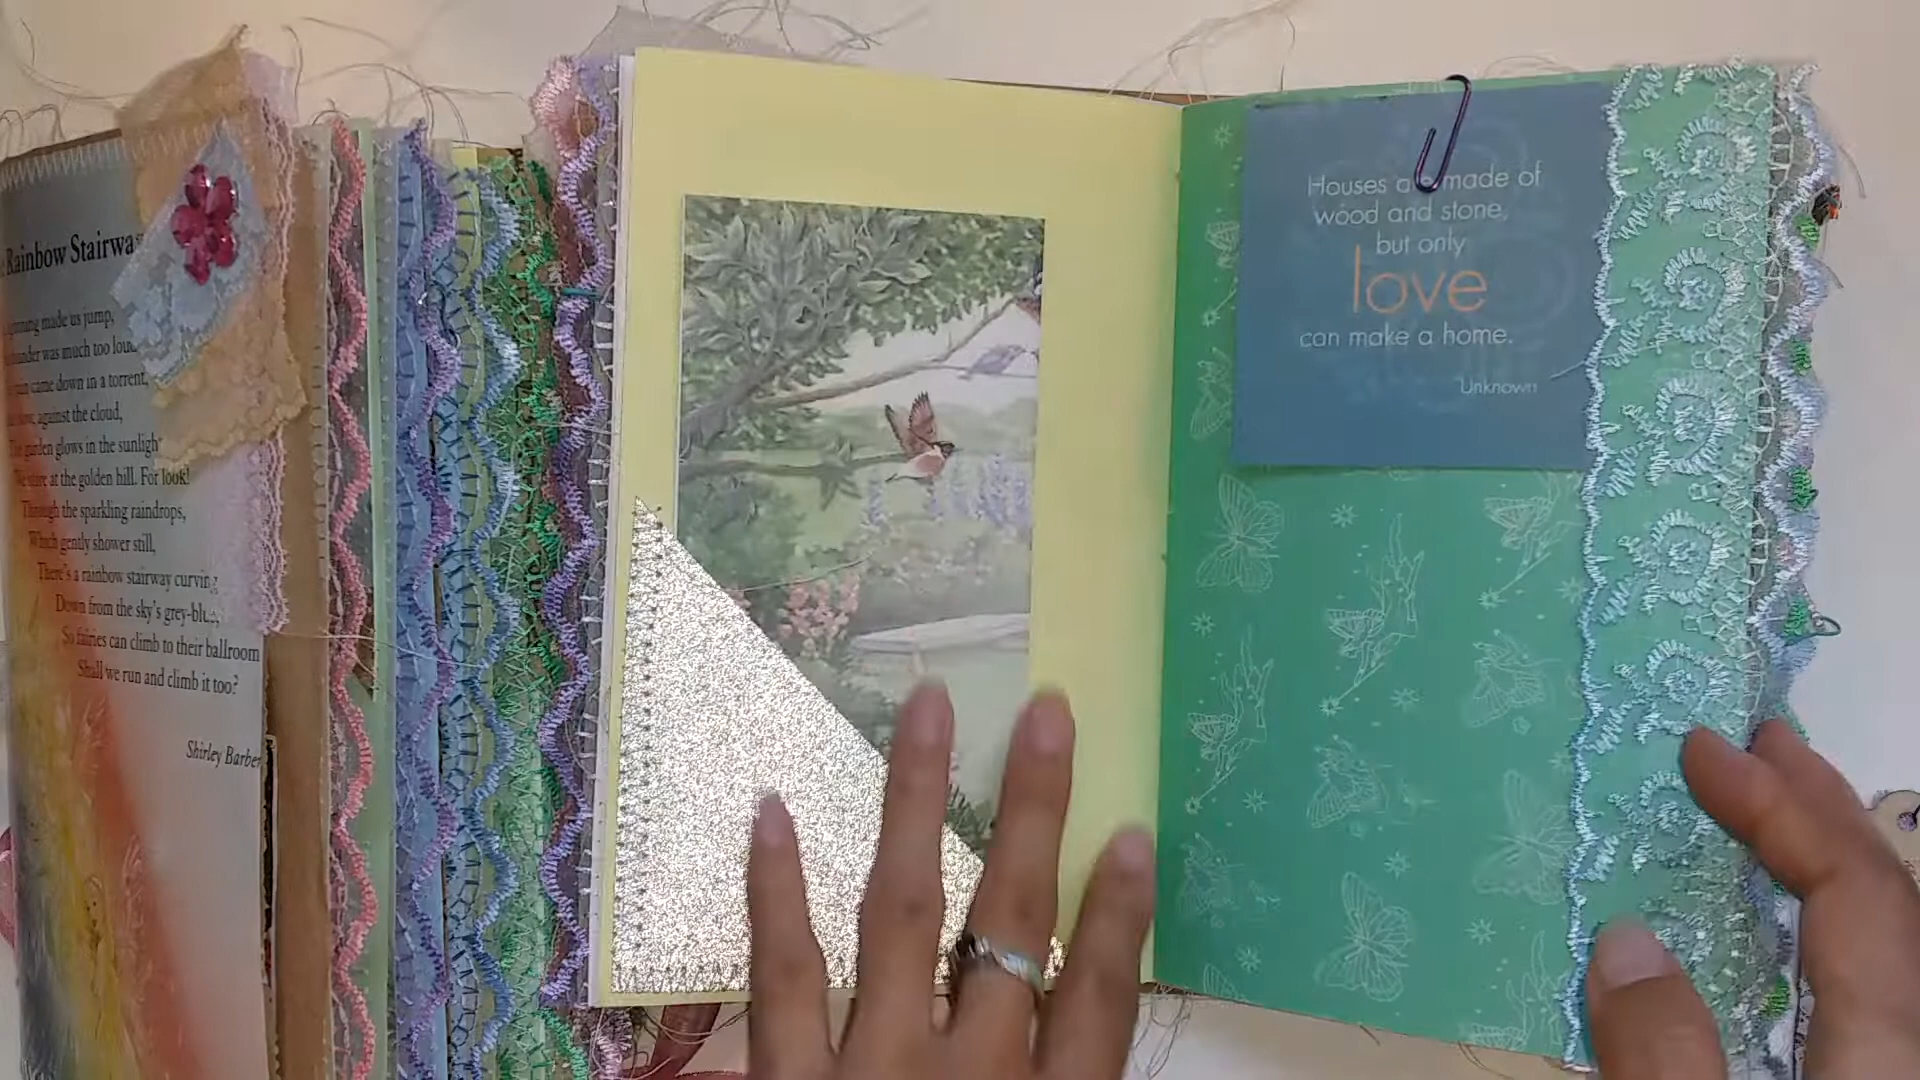 Rainbow Stairwa
made us jump,
was much too loud
came down in a torrent,
now, against the cloud,
garden glows in the sunligh
at the golden hill. For look!
Through the sparkling raindrops,
Which gently shower still,
There's a rainbow stairway curving
Down from the sky's grey-blue,
So fairies can climb to their ballroom
Shall we run and climb it too?
Shirley Barber
Houses are made of
wood and stone,
but only
love
can make a home.
Unknown